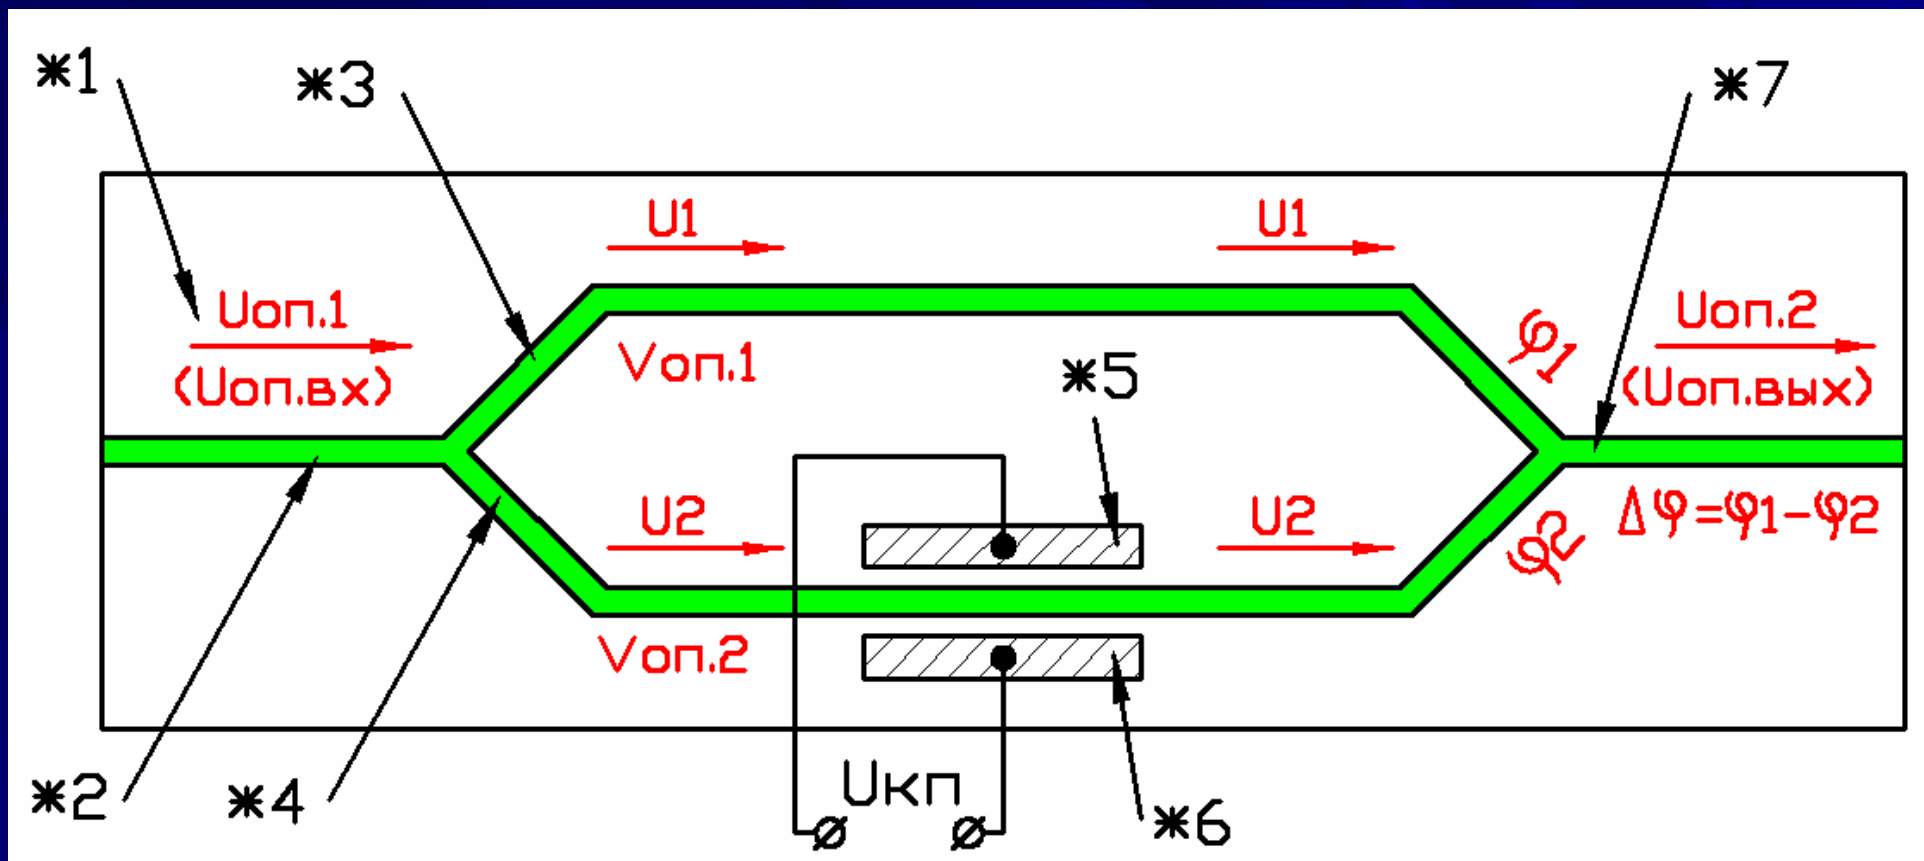 *1
*3
*7
U1
U1
Uоп.1
(Uоп.вх)
Vоп.1
*5
φ1
Uоп.2
(Uоп.вых)
U2
U2
φ2
Δφ=φ1-φ2
Vоп.2
*2
*4
Uкп
*6